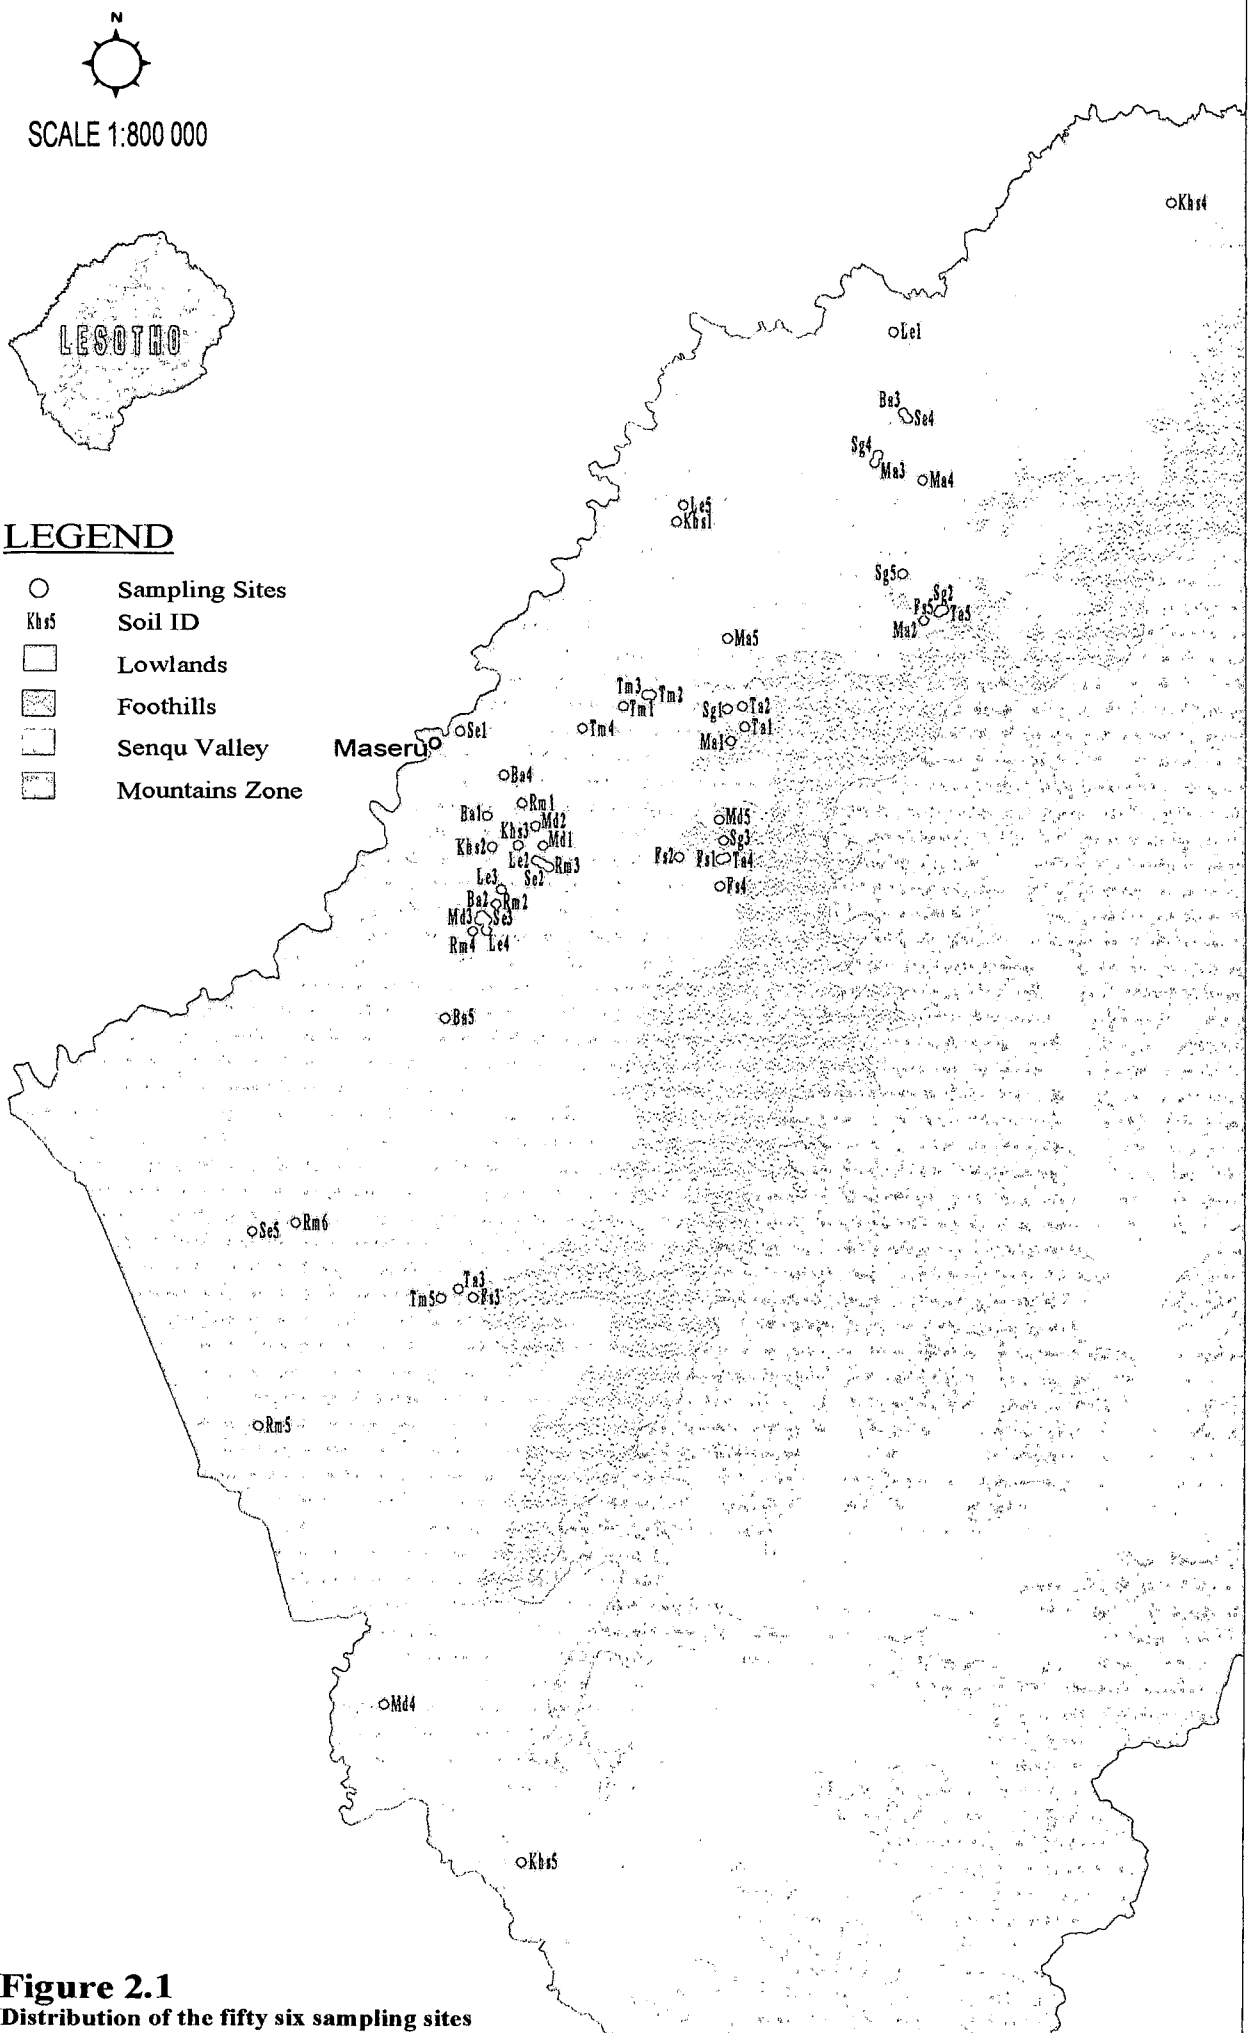 N
SCALE 1:800 000
LESOTHO
LEGEND
Sampling Sites
Khs5 Soil ID
Lowlands
Foothills
Senqu Valley
Mountains Zone
Khs4
Le1
Ba3
Se4
Sg4
Ma3
Ma4
Le5
Khs1
Sg5
Sg2
Fs5
Ta5
Ma2
Ma5
Tm3
Tm2
Tm1
Sg1
Ta2
Tm4
Ta1
Se1
Maseru
Ma1
Ba4
Rm1
Ba1
Md2
Md5
Khs3
Md1
Sg3
Khs2
Le2
Rm3
Fs2
Fs1
Ta4
Se2
Le3
Fs4
Ba2
Rm2
Md3
Se3
Rm4
Le4
Ba5
Rm6
Se5
Ta3
Tm5
Fs3
Rm5
Md4
Khs5
Figure 2.1
Distribution of the fifty six sampling sites